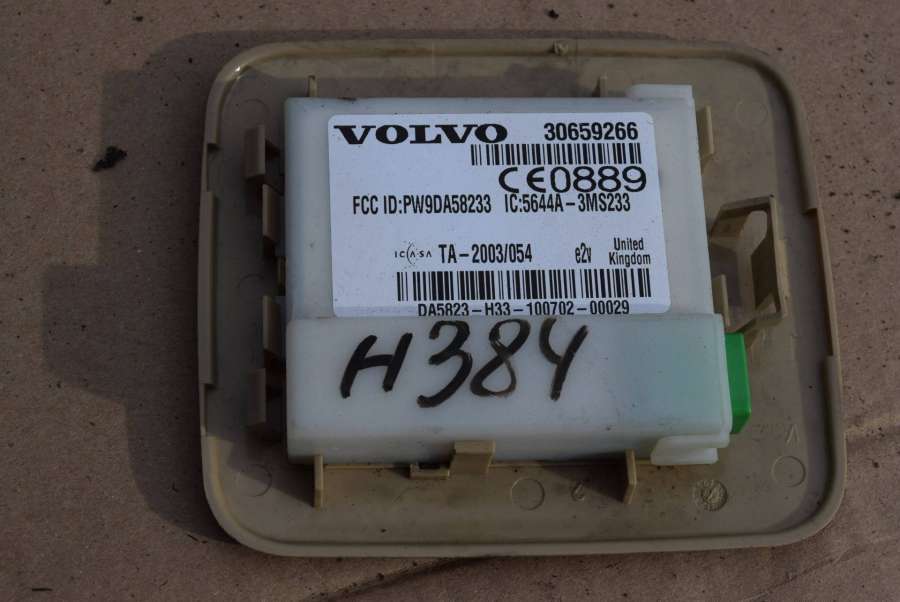 VOLVO 30659266
CE0889
FCC ID:PW9DA58233 IC:5644A-3MS233
ICASA TA-2003/054 e2v United Kingdom
DA5823-H33-100702-00029
H384